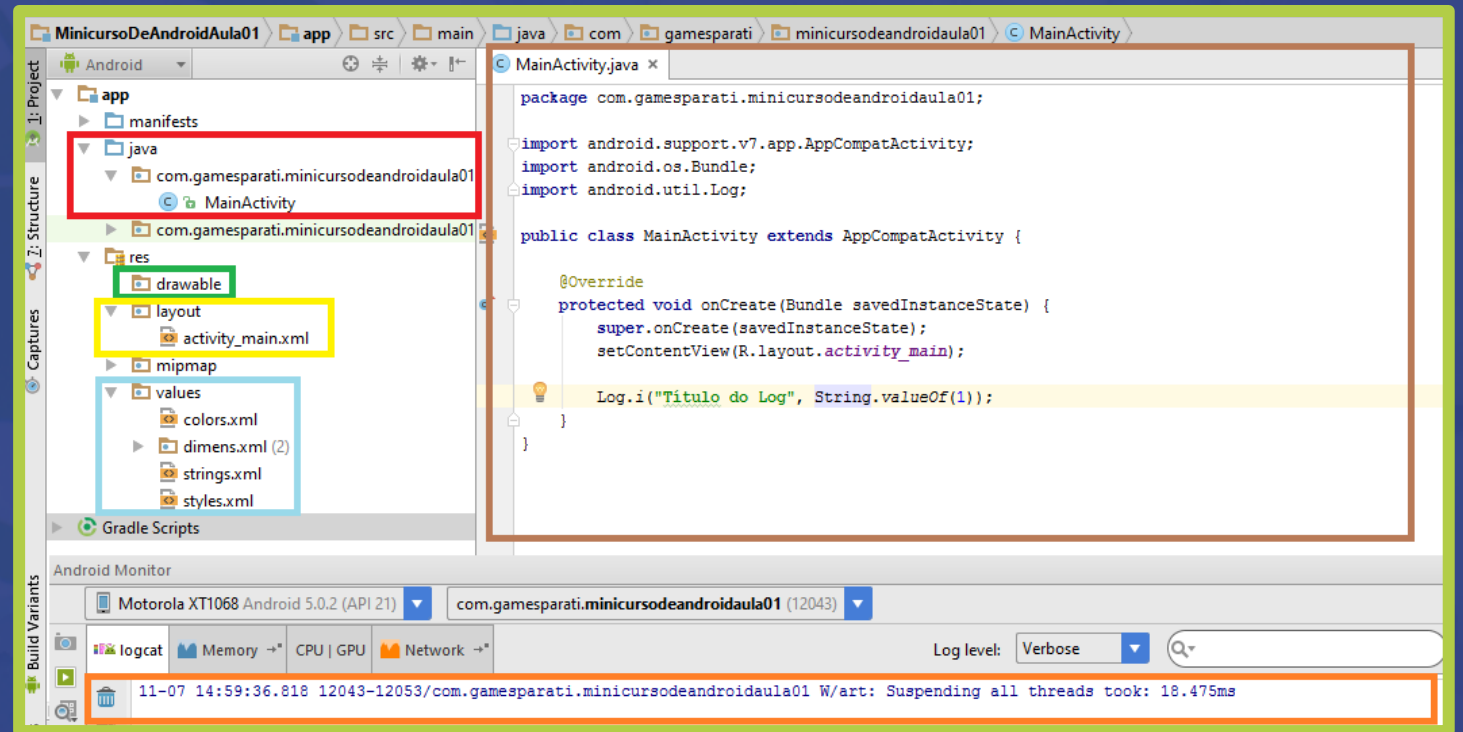 MinicursoDeAndroidAula01 app src main java com gamesparati minicursodeandroidaula01 MainActivity
1: Project
7: Structure
Captures
Build Variants
Android
app
manifests
java
com.gamesparati.minicursodeandroidaula01
MainActivity
com.gamesparati.minicursodeandroidaula01
res
drawable
layout
activity_main.xml
mipmap
values
colors.xml
dimens.xml (2)
strings.xml
styles.xml
Gradle Scripts
MainActivity.java
package com.gamesparati.minicursodeandroidaula01;
import android.support.v7.app.AppCompatActivity;
import android.os.Bundle;
import android.util.Log;
public class MainActivity extends AppCompatActivity {
@Override
protected void onCreate(Bundle savedInstanceState) {
super.onCreate(savedInstanceState);
setContentView(R.layout.activity_main);
Log.i("Título do Log", String.valueOf(1));
}
}
Android Monitor
Motorola XT1068 Android 5.0.2 (API 21) com.gamesparati.minicursodeandroidaula01 (12043)
logcat Memory CPU | GPU Network Log level: Verbose
11-07 14:59:36.818 12043-12053/com.gamesparati.minicursodeandroidaula01 W/art: Suspending all threads took: 18.475ms